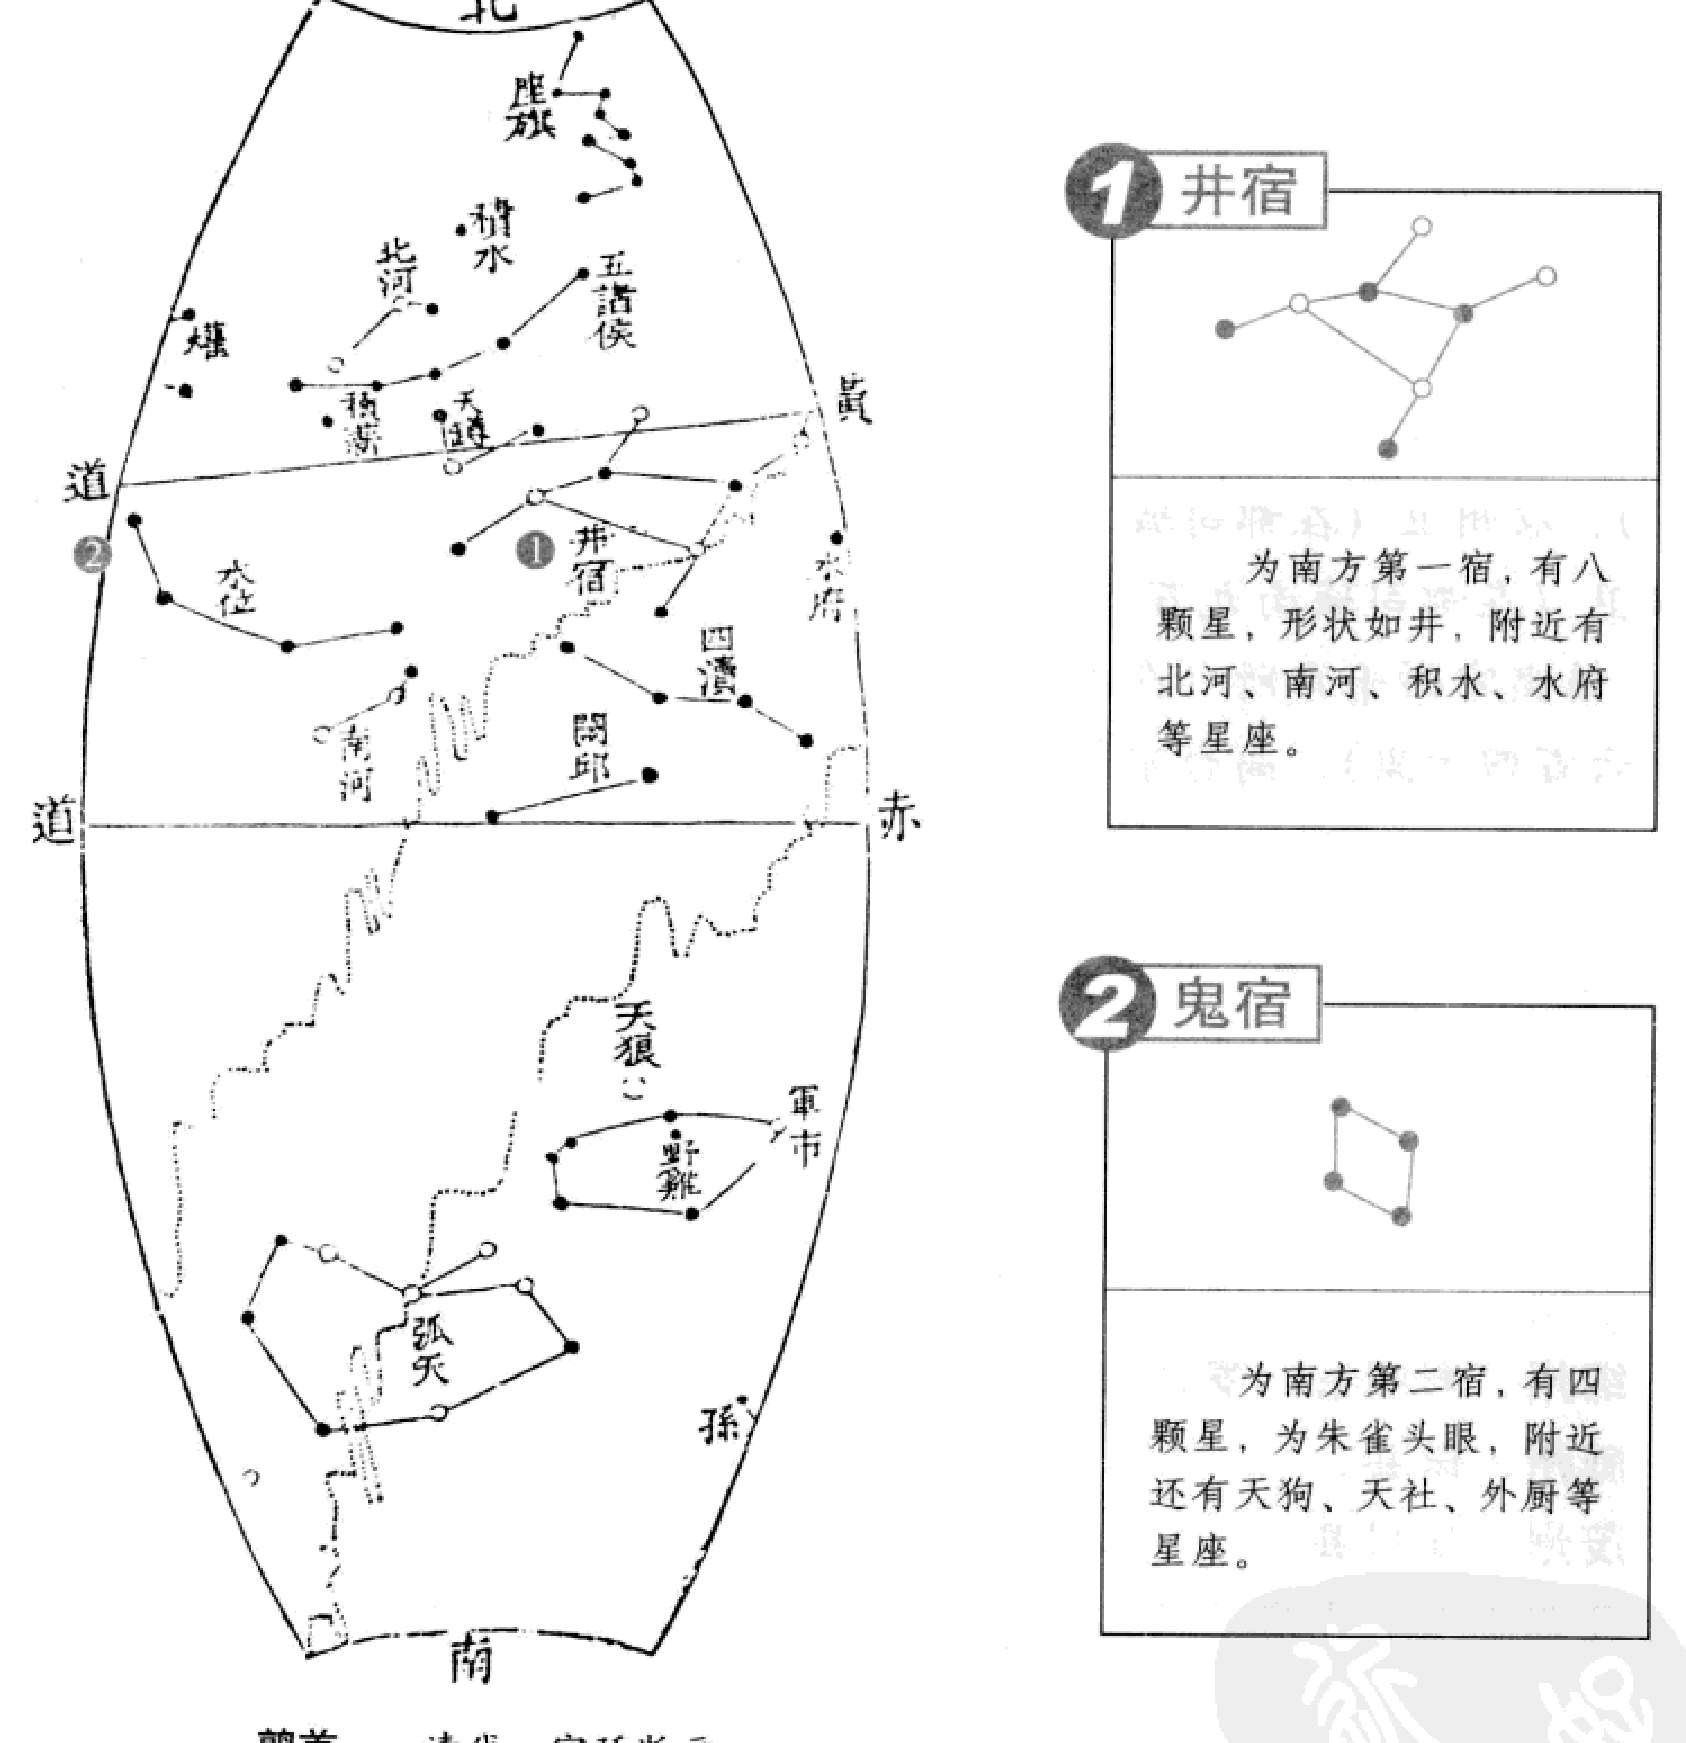 北
座旗
積水
北河
五諸侯
爟
積薪
天罇
黃
道
2
1
井宿
水府
水位
四瀆
南河
闕邱
道
赤
天狼
軍市
野雞
弧矢
孫
南
1 井宿
为南方第一宿，有八
颗星，形状如井，附近有
北河、南河、积水、水府
等星座。
2 鬼宿
为南方第二宿，有四
颗星，为朱雀头眼，附近
还有天狗、天社、外厨等
星座。